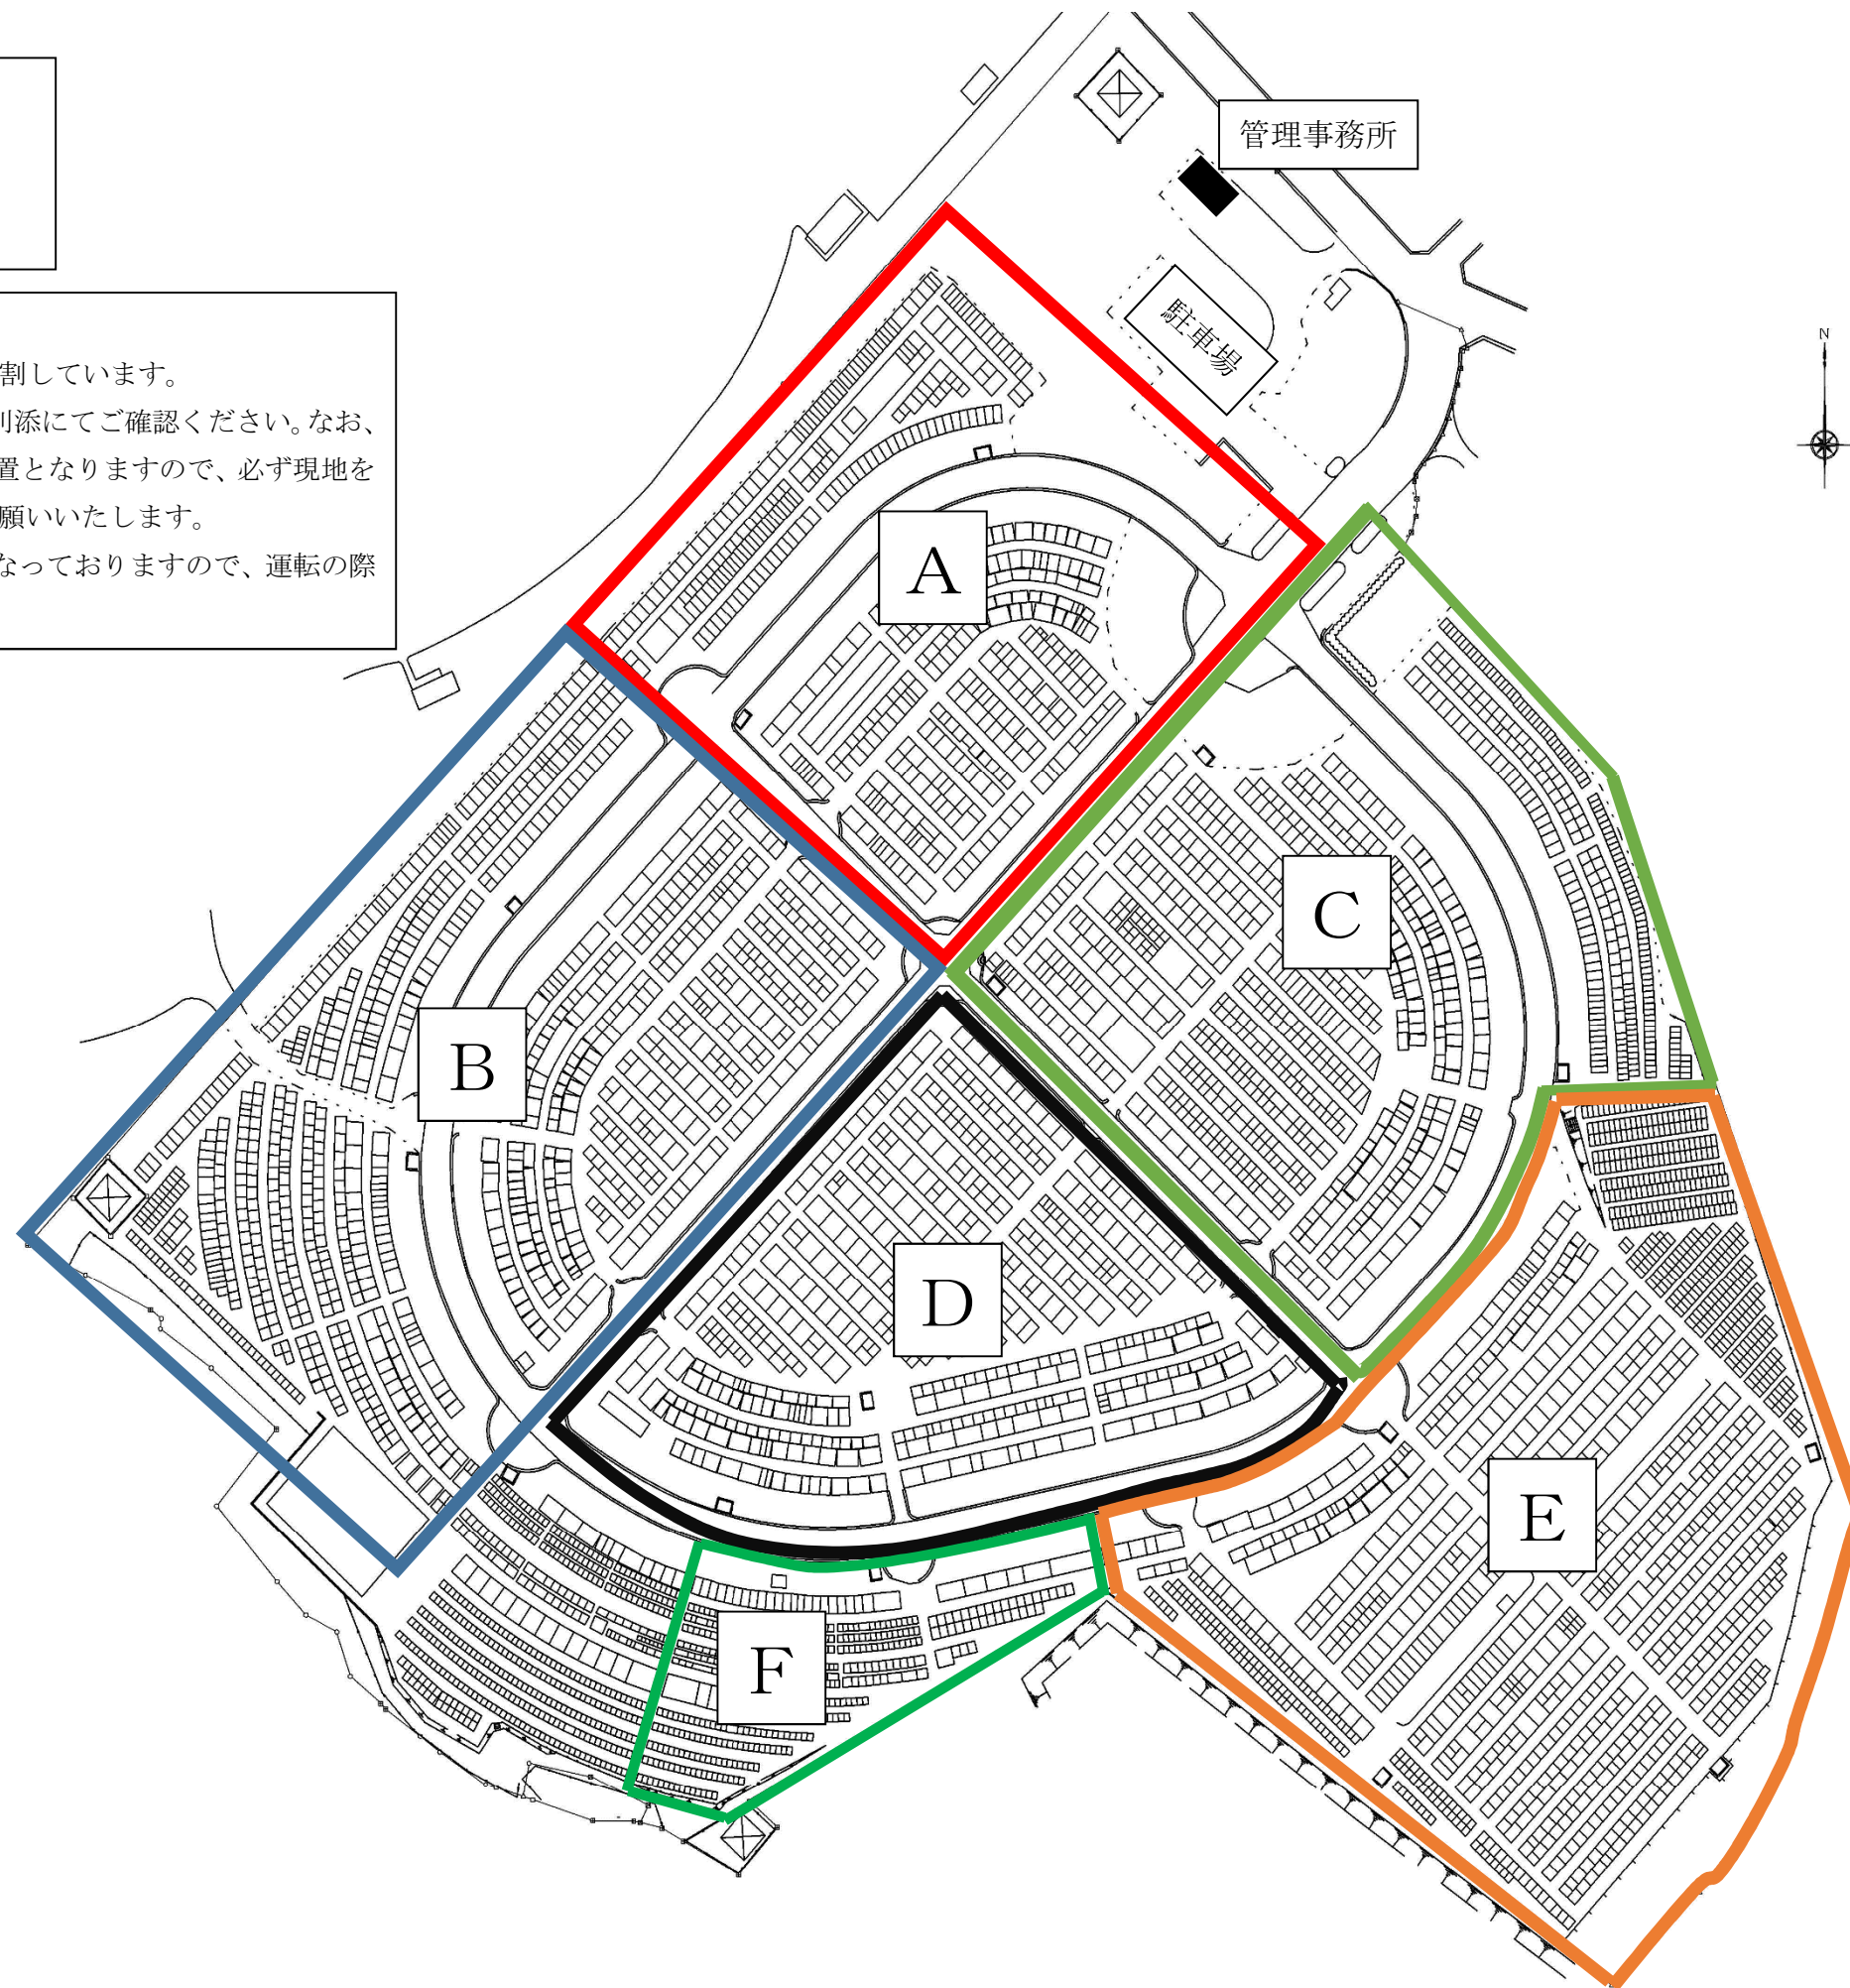 管理事務所
駐車場
N
割しています。
別添にてご確認ください。なお、
置となりますので、必ず現地を
願いいたします。
なっておりますので、運転の際
A
B
C
D
E
F